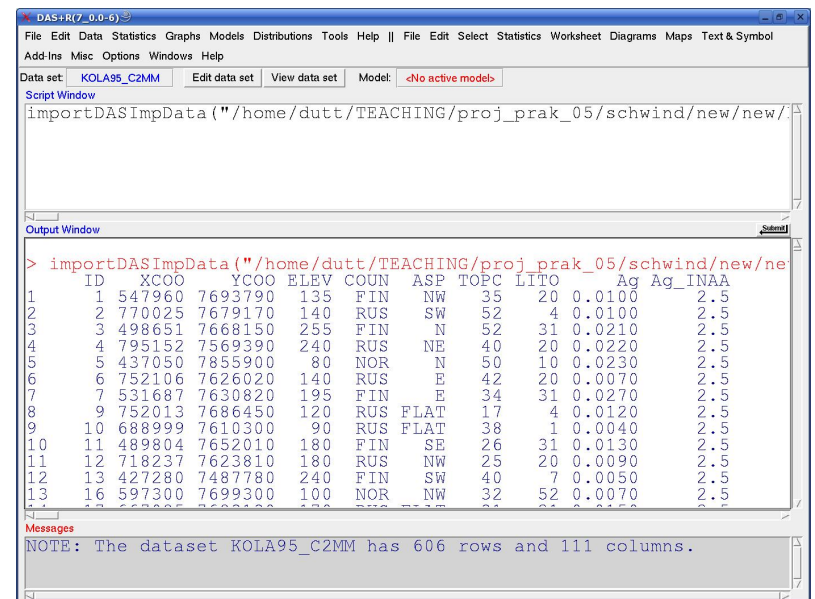 DAS+R(7_0.0-6)
File Edit Data Statistics Graphs Models Distributions Tools Help || File Edit Select Statistics Worksheet Diagrams Maps Text & Symbol
Add-Ins Misc Options Windows Help
Data set: KOLA95_C2MM Edit data set View data set Model: <No active model>
Script Window
importDASImpData("/home/dutt/TEACHING/proj_prak_05/schwind/new/new/
Output Window
Submit
> importDASImpData("/home/dutt/TEACHING/proj_prak_05/schwind/new/ne
ID XCOO YCOO ELEV COUN ASP TOPC LITO Ag Ag_INAA
1 1 547960 7693790 135 FIN NW 35 20 0.0100 2.5
2 2 770025 7679170 140 RUS SW 52 4 0.0100 2.5
3 3 498651 7668150 255 FIN N 52 31 0.0210 2.5
4 4 795152 7569390 240 RUS NE 40 20 0.0220 2.5
5 5 437050 7855900 80 NOR N 50 10 0.0230 2.5
6 6 752106 7626020 140 RUS E 42 20 0.0070 2.5
7 7 531687 7630820 195 FIN E 34 31 0.0270 2.5
8 9 752013 7686450 120 RUS FLAT 17 4 0.0120 2.5
9 10 688999 7610300 90 RUS FLAT 38 1 0.0040 2.5
10 11 489804 7652010 180 FIN SE 26 31 0.0130 2.5
11 12 718237 7623810 180 RUS NW 25 20 0.0090 2.5
12 13 427280 7487780 240 FIN SW 40 7 0.0050 2.5
13 16 597300 7699300 100 NOR NW 32 52 0.0070 2.5
Messages
NOTE: The dataset KOLA95_C2MM has 606 rows and 111 columns.